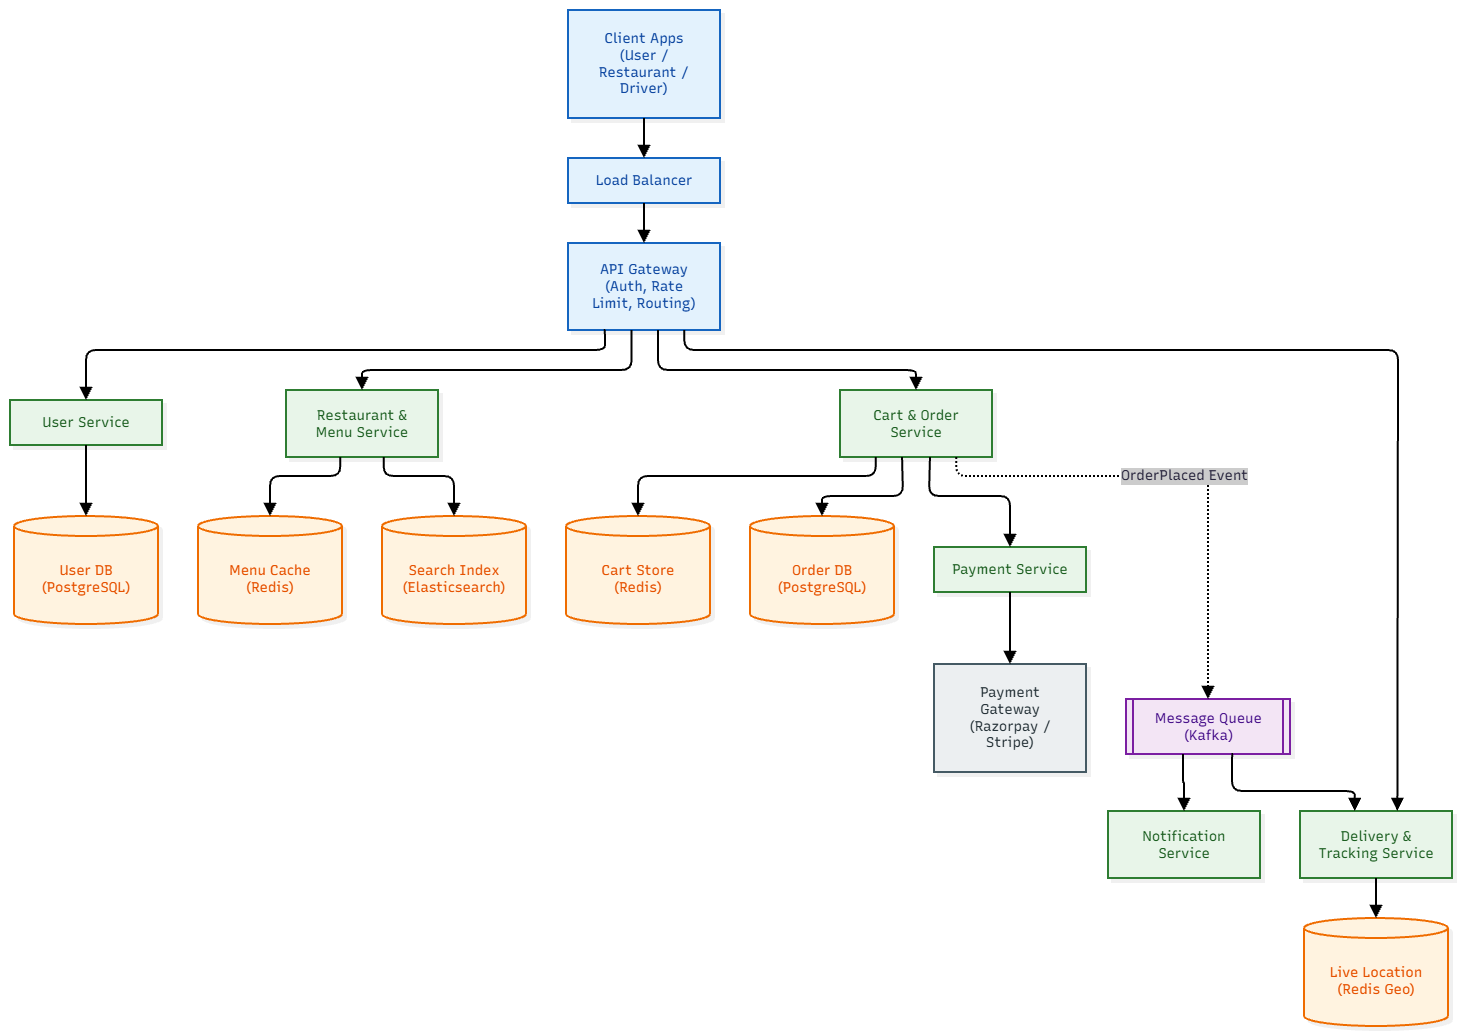 Client Apps
(User /
Restaurant /
Driver)
Load Balancer
API Gateway
(Auth, Rate
Limit, Routing)
User Service
Restaurant &
Menu Service
Cart & Order
Service
OrderPlaced Event
User DB
(PostgreSQL)
Menu Cache
(Redis)
Search Index
(Elasticsearch)
Cart Store
(Redis)
Order DB
(PostgreSQL)
Payment Service
Payment
Gateway
(Razorpay /
Stripe)
Message Queue
(Kafka)
Notification
Service
Delivery &
Tracking Service
Live Location
(Redis Geo)